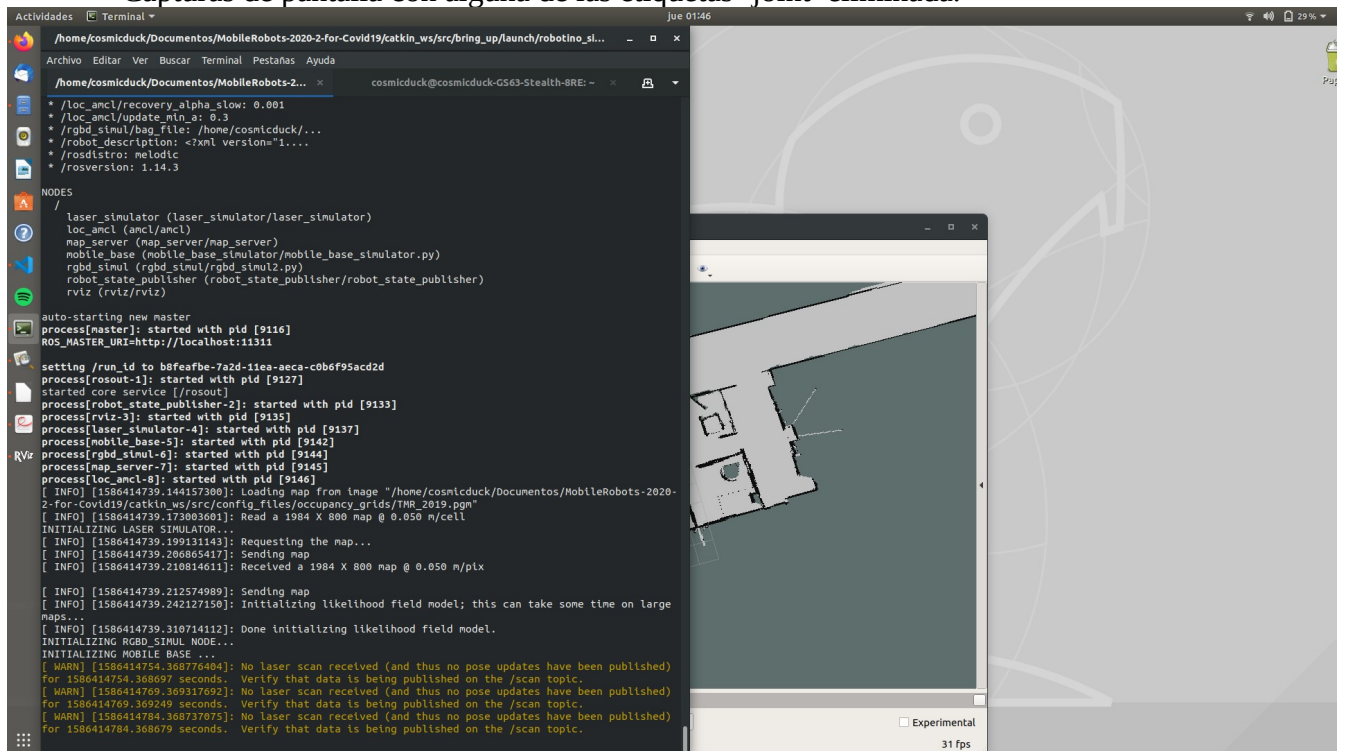 Capturas de pantalla con alguna de las etiquetas "joint" eliminada.
Actividades Terminal jue 01:46 29 %
/home/cosmicduck/Documentos/MobileRobots-2020-2-for-Covid19/catkin_ws/src/bring_up/launch/robotino_si...
Archivo Editar Ver Buscar Terminal Pestañas Ayuda
/home/cosmicduck/Documentos/MobileRobots-2... cosmicduck@cosmicduck-GS63-Stealth-8RE: ~
* /loc_amcl/recovery_alpha_slow: 0.001
* /loc_amcl/update_min_a: 0.3
* /rgbd_simul/bag_file: /home/cosmicduck/...
* /robot_description: <?xml version="1....
* /rosdistro: melodic
* /rosversion: 1.14.3
NODES
/
laser_simulator (laser_simulator/laser_simulator)
loc_amcl (amcl/amcl)
map_server (map_server/map_server)
mobile_base (mobile_base_simulator/mobile_base_simulator.py)
rgbd_simul (rgbd_simul/rgbd_simul2.py)
robot_state_publisher (robot_state_publisher/robot_state_publisher)
rviz (rviz/rviz)
auto-starting new master
process[master]: started with pid [9116]
ROS_MASTER_URI=http://localhost:11311
setting /run_id to b8feafbe-7a2d-11ea-aeca-c0b6f95acd2d
process[rosout-1]: started with pid [9127]
started core service [/rosout]
process[robot_state_publisher-2]: started with pid [9133]
process[rviz-3]: started with pid [9135]
process[laser_simulator-4]: started with pid [9137]
process[mobile_base-5]: started with pid [9142]
process[rgbd_simul-6]: started with pid [9144]
process[map_server-7]: started with pid [9145]
process[loc_amcl-8]: started with pid [9146]
[ INFO] [1586414739.144157300]: Loading map from image "/home/cosmicduck/Documentos/MobileRobots-2020-
2-for-Covid19/catkin_ws/src/config_files/occupancy_grids/TMR_2019.pgm"
[ INFO] [1586414739.173003601]: Read a 1984 X 800 map @ 0.050 m/cell
INITIALIZING LASER SIMULATOR...
[ INFO] [1586414739.199131143]: Requesting the map...
[ INFO] [1586414739.206865417]: Sending map
[ INFO] [1586414739.210814611]: Received a 1984 X 800 map @ 0.050 m/pix
[ INFO] [1586414739.212574989]: Sending map
[ INFO] [1586414739.242127150]: Initializing likelihood field model; this can take some time on large
maps...
[ INFO] [1586414739.310714112]: Done initializing likelihood field model.
INITIALIZING RGBD_SIMUL NODE...
INITIALIZING MOBILE BASE ...
[ WARN] [1586414754.368776404]: No laser scan received (and thus no pose updates have been published)
for 1586414754.368697 seconds.  Verify that data is being published on the /scan topic.
[ WARN] [1586414769.369317692]: No laser scan received (and thus no pose updates have been published)
for 1586414769.369249 seconds.  Verify that data is being published on the /scan topic.
[ WARN] [1586414784.368737075]: No laser scan received (and thus no pose updates have been published)
for 1586414784.368679 seconds.  Verify that data is being published on the /scan topic.
RViz
Experimental
31 fps